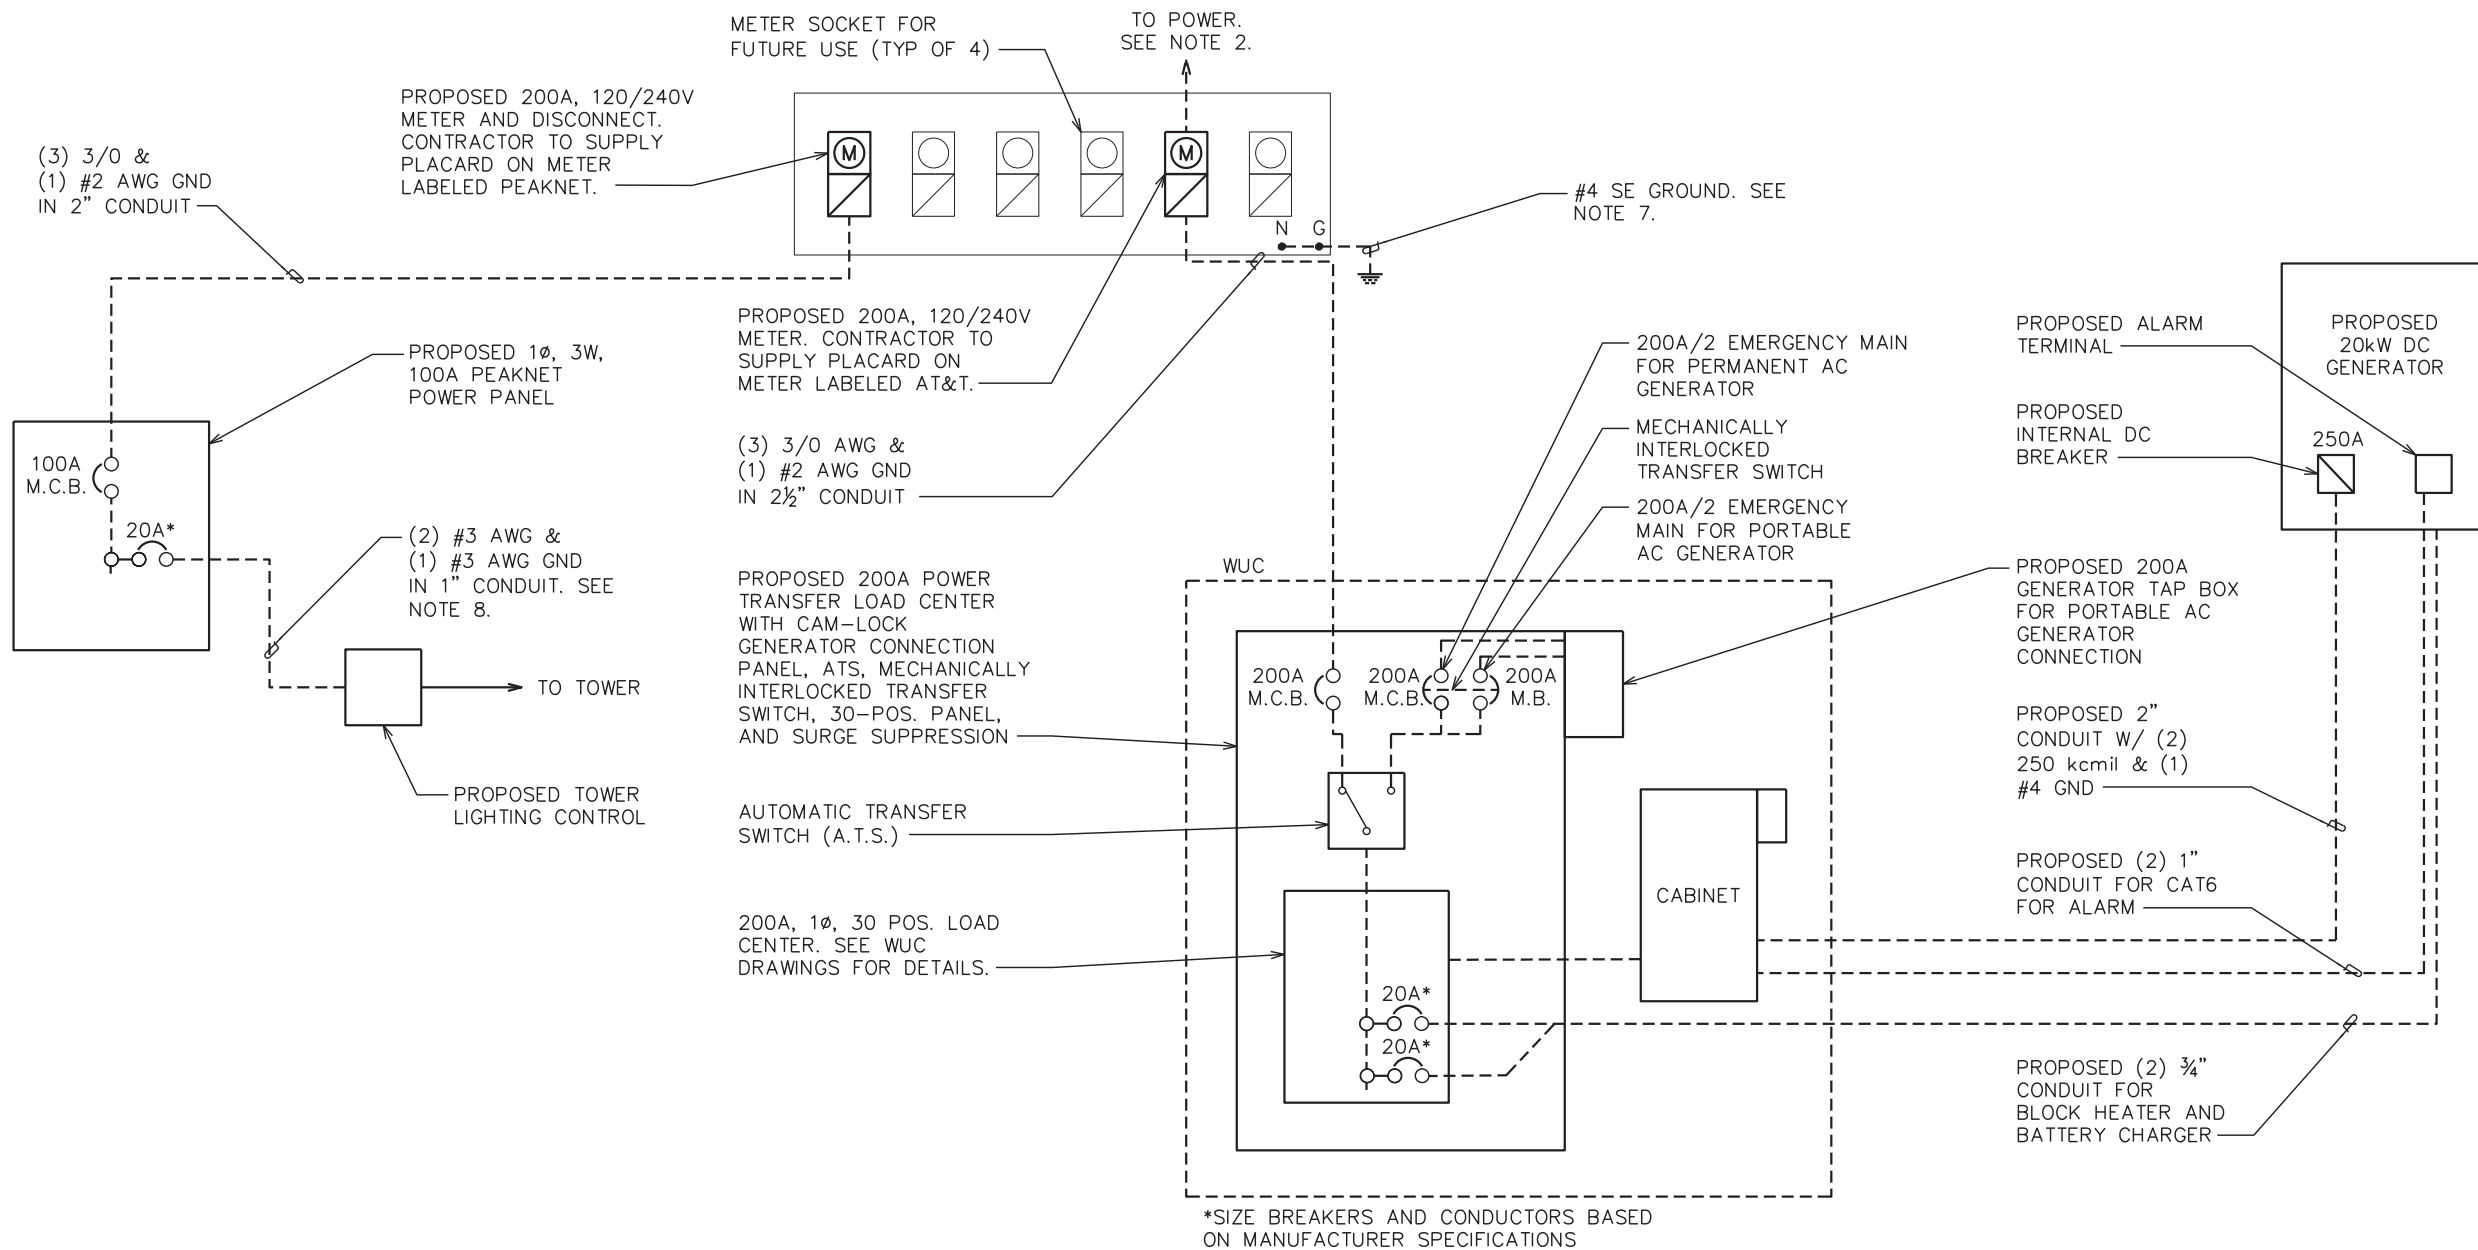 METER SOCKET FOR
FUTURE USE (TYP OF 4)
TO POWER.
SEE NOTE 2.
PROPOSED 200A, 120/240V
METER AND DISCONNECT.
CONTRACTOR TO SUPPLY
PLACARD ON METER
LABELED PEAKNET.
(3) 3/0 &
(1) #2 AWG GND
IN 2” CONDUIT
M
M
N G
#4 SE GROUND. SEE
NOTE 7.
PROPOSED 200A, 120/240V
METER. CONTRACTOR TO
SUPPLY PLACARD ON
METER LABELED AT&T.
(3) 3/0 AWG &
(1) #2 AWG GND
IN 2½” CONDUIT
PROPOSED 1ø, 3W,
100A PEAKNET
POWER PANEL
100A
M.C.B.
20A*
(2) #3 AWG &
(1) #3 AWG GND
IN 1” CONDUIT. SEE
NOTE 8.
TO TOWER
PROPOSED TOWER
LIGHTING CONTROL
200A/2 EMERGENCY MAIN
FOR PERMANENT AC
GENERATOR
MECHANICALLY
INTERLOCKED
TRANSFER SWITCH
200A/2 EMERGENCY
MAIN FOR PORTABLE
AC GENERATOR
PROPOSED ALARM
TERMINAL
PROPOSED
INTERNAL DC
BREAKER
PROPOSED
20kW DC
GENERATOR
250A
WUC
PROPOSED 200A POWER
TRANSFER LOAD CENTER
WITH CAM-LOCK
GENERATOR CONNECTION
PANEL, ATS, MECHANICALLY
INTERLOCKED TRANSFER
SWITCH, 30-POS. PANEL,
AND SURGE SUPPRESSION
200A
M.C.B.
200A
M.C.B.
200A
M.B.
PROPOSED 200A
GENERATOR TAP BOX
FOR PORTABLE AC
GENERATOR
CONNECTION
PROPOSED 2”
CONDUIT W/ (2)
250 kcmil & (1)
#4 GND
AUTOMATIC TRANSFER
SWITCH (A.T.S.)
CABINET
PROPOSED (2) 1”
CONDUIT FOR CAT6
FOR ALARM
200A, 1ø, 30 POS. LOAD
CENTER. SEE WUC
DRAWINGS FOR DETAILS.
20A*
20A*
PROPOSED (2) ¾”
CONDUIT FOR
BLOCK HEATER AND
BATTERY CHARGER
*SIZE BREAKERS AND CONDUCTORS BASED
ON MANUFACTURER SPECIFICATIONS